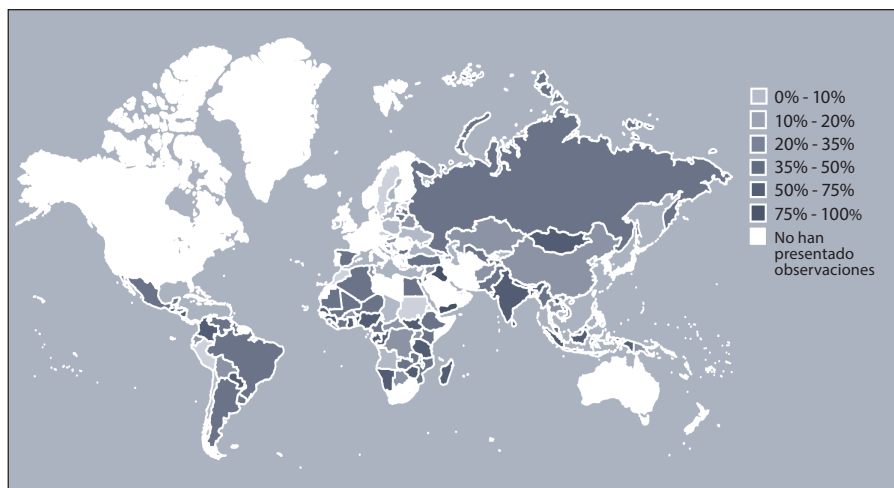 0% - 10%
10% - 20%
20% - 35%
35% - 50%
50% - 75%
75% - 100%
No han
presentado
observaciones